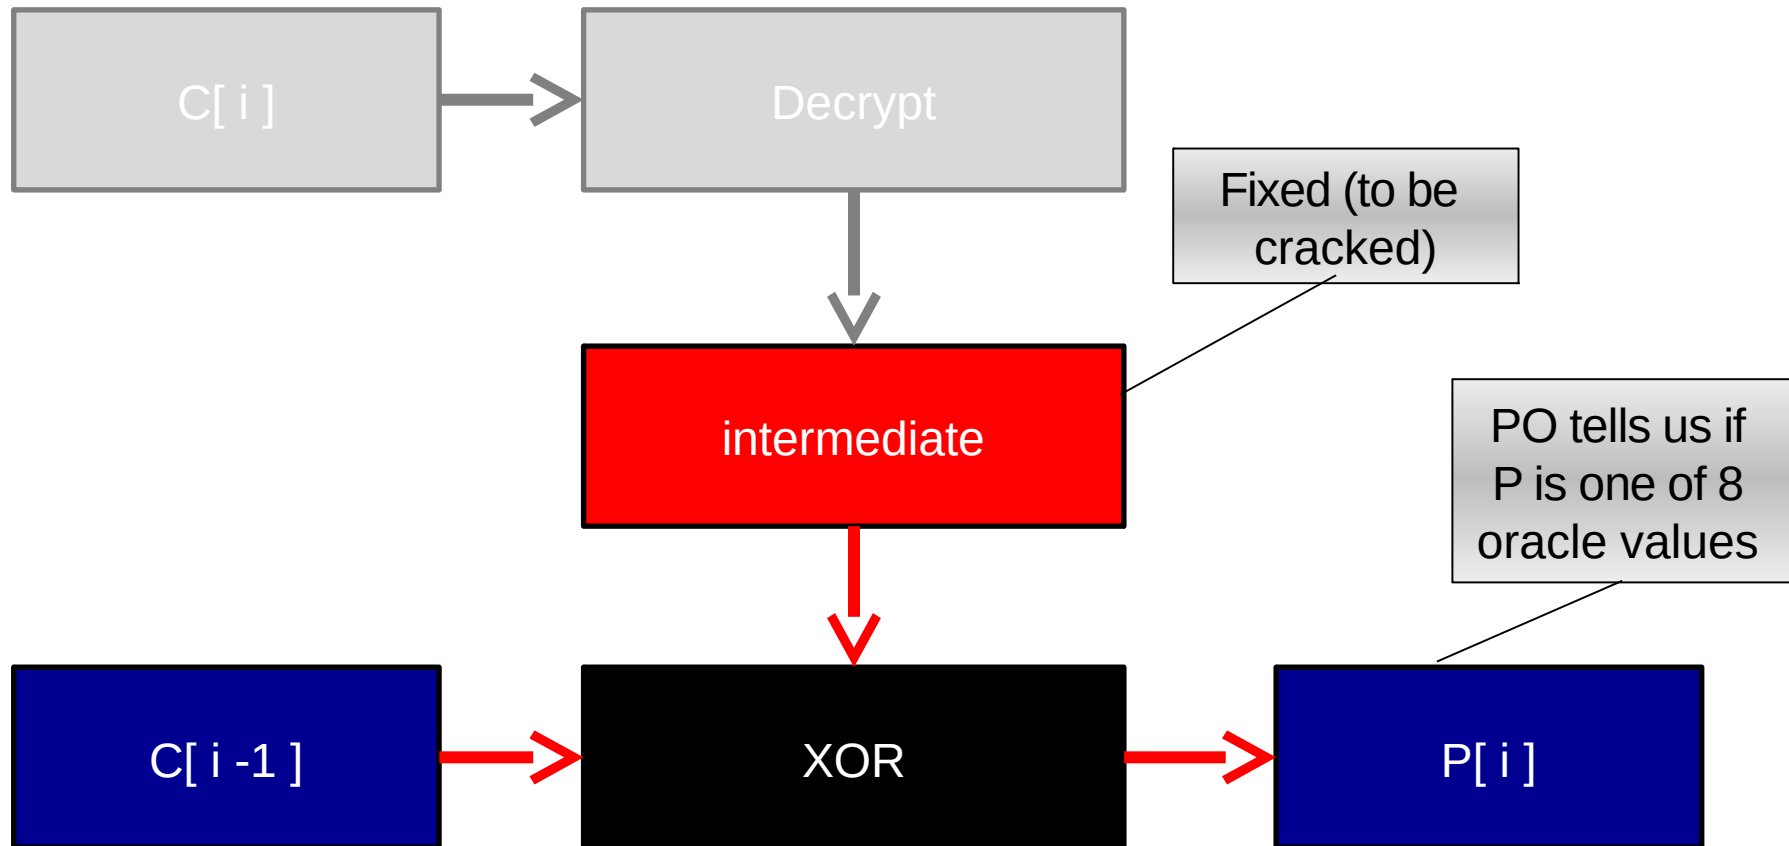 C[ i ]
Decrypt
Fixed (to be
cracked)
intermediate
PO tells us if
P is one of 8
oracle values
C[ i -1 ]
XOR
P[ i ]